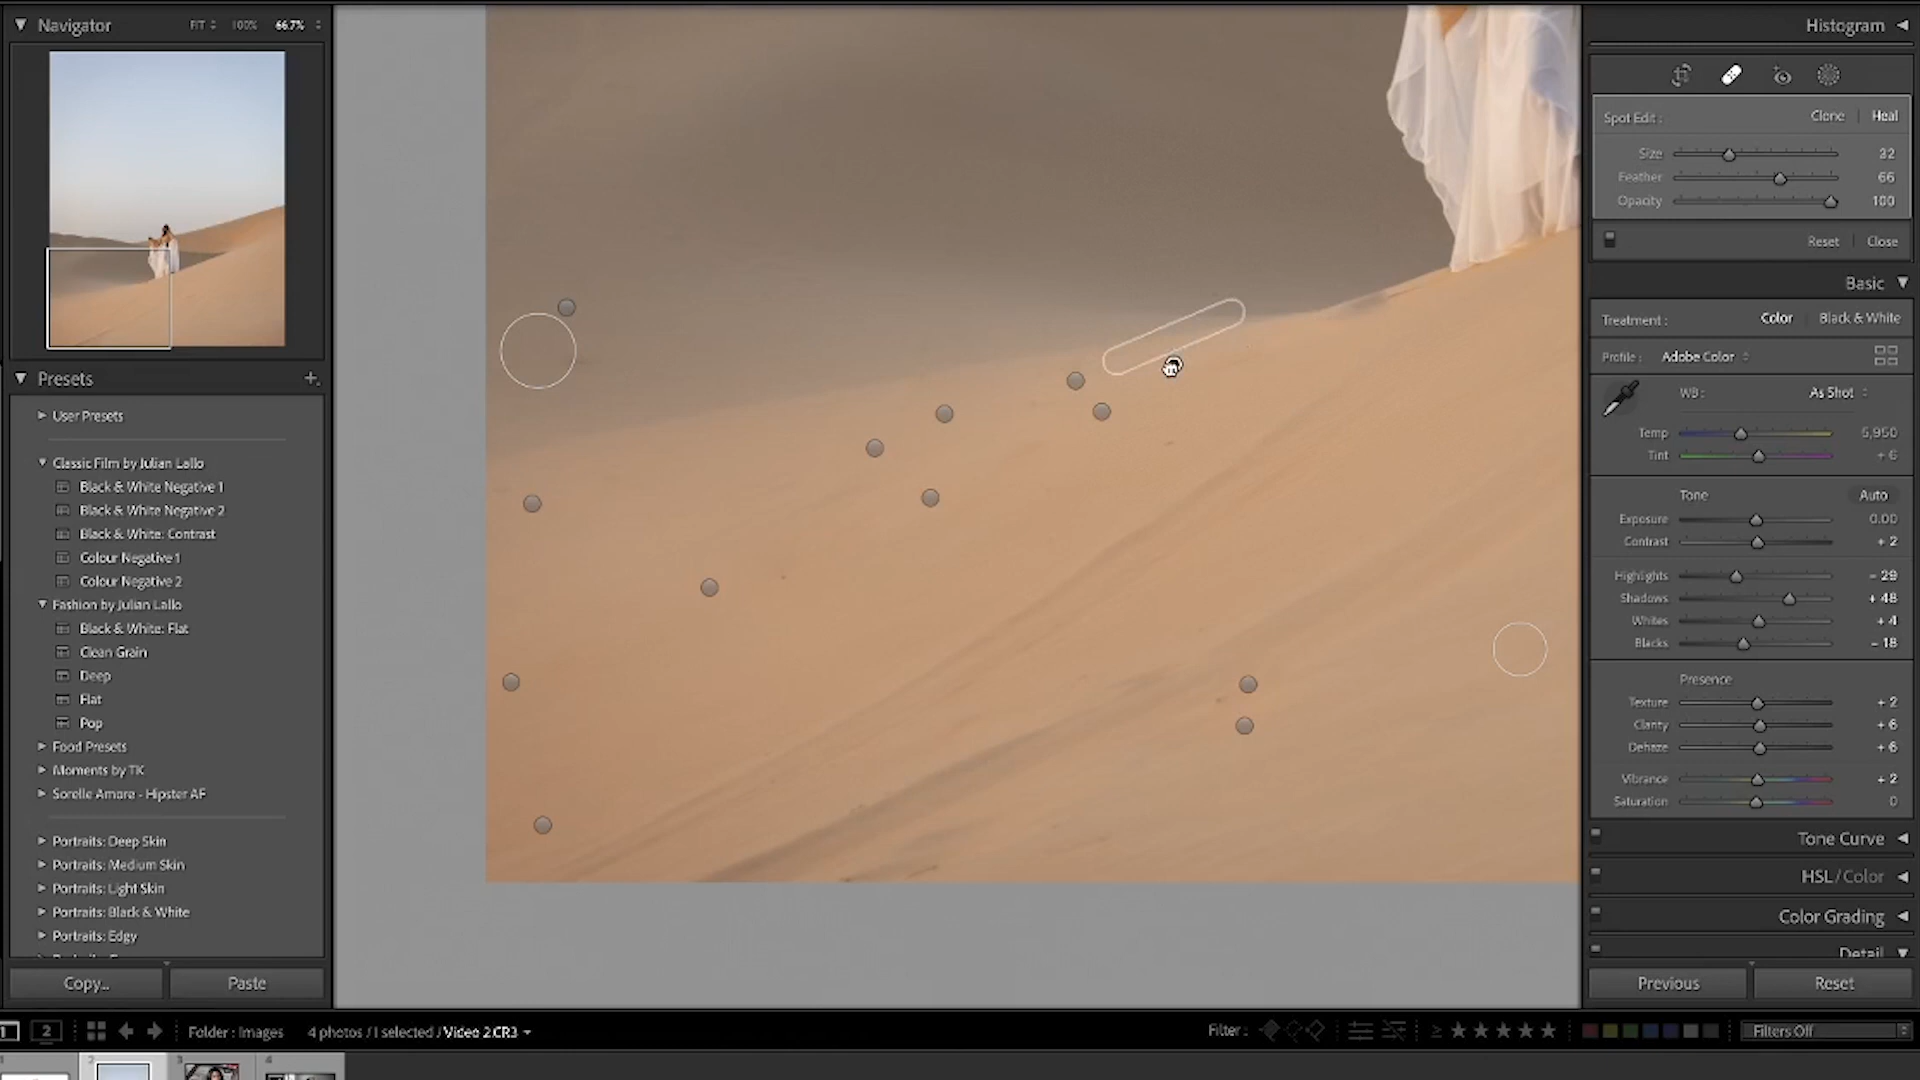 Navigator
FIT
100%
66.7%
Presets
User Presets
Classic Film by Julian Lallo
Black & White Negative 1
Black & White Negative 2
Black & White: Contrast
Colour Negative 1
Colour Negative 2
Fashion by Julian Lallo
Black & White: Flat
Clean Grain
Deep
Flat
Pop
Food Presets
Moments by TK
Sorelle Amore - Hipster AF
Portraits: Deep Skin
Portraits: Medium Skin
Portraits: Light Skin
Portraits: Black & White
Portraits: Edgy
Copy...
Paste
Histogram
Spot Edit : Clone | Heal
Size 32
Feather 66
Opacity 100
Reset | Close
Basic
Treatment : Color | Black & White
Profile : Adobe Color
WB : As Shot
Temp 5,950
Tint + 6
Tone Auto
Exposure 0.00
Contrast + 2
Highlights - 29
Shadows + 48
Whites + 4
Blacks - 18
Presence
Texture + 2
Clarity + 6
Dehaze + 6
Vibrance + 2
Saturation 0
Tone Curve
HSL / Color
Color Grading
Detail
Previous
Reset
1
2
Folder : Images
4 photos / 1 selected / Video 2.CR3
Filter :
≥
Filters Off
1
2
3
4